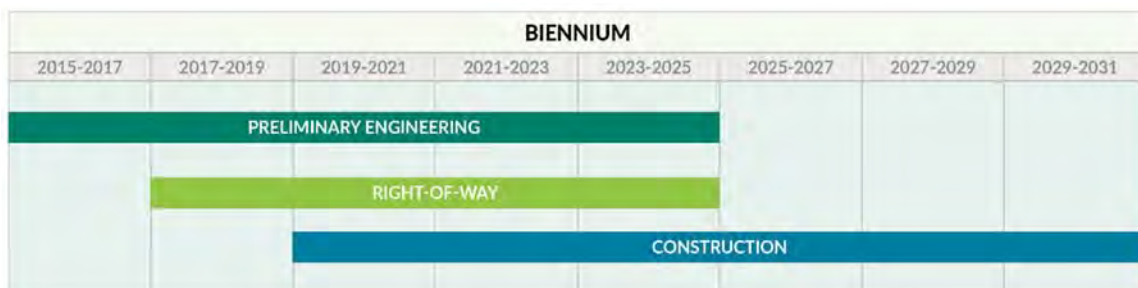 BIENNIUM
2015-2017 2017-2019 2019-2021 2021-2023 2023-2025 2025-2027 2027-2029 2029-2031
PRELIMINARY ENGINEERING
RIGHT-OF-WAY
CONSTRUCTION